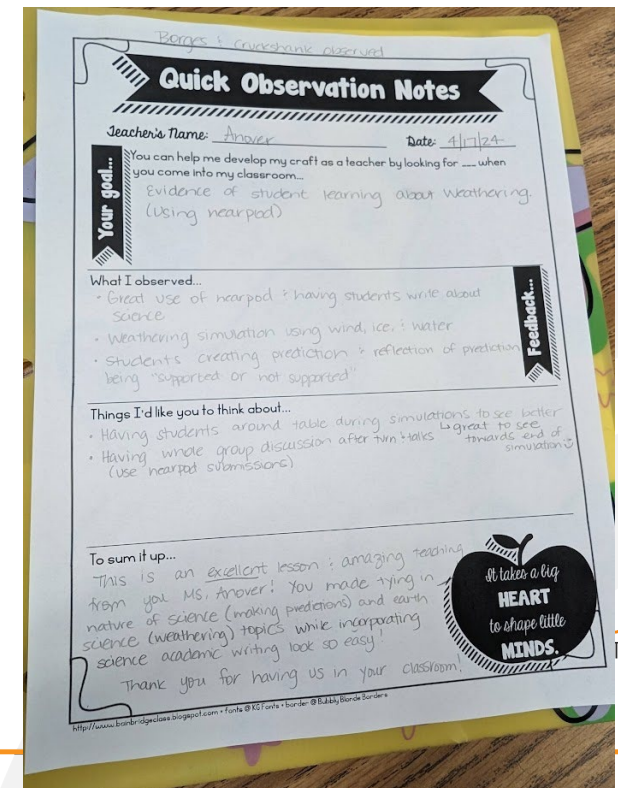 Borges & Cruickshank observed
Quick Observation Notes
Teacher's Name: Anover Date: 4/17/24
Your goal...
You can help me develop my craft as a teacher by looking for ___ when
you come into my classroom...
Evidence of student learning about weathering.
(using nearpod)
What I observed...
Feedback...
• Great use of nearpod & having students write about
science
• Weathering simulation using wind, ice, & water
• Students creating prediction & reflection of prediction
being "supported or not supported"
Things I'd like you to think about...
• Having students around table during simulations to see better
↳great to see
towards end of
simulation☺
• Having whole group discussion after turn & talks
(use nearpod submissions)
To sum it up...
This is an excellent lesson & amazing teaching
from you Ms. Anover! You made tying in
nature of science (making predictions) and earth
science (weathering) topics while incorporating
science academic writing look so easy!
Thank you for having us in your classroom!
It takes a big
HEART
to shape little
MINDS.
http://www.bainbridgeclass.blogspot.com • fonts @ KG Fonts • border @ Bubbly Blonde Borders